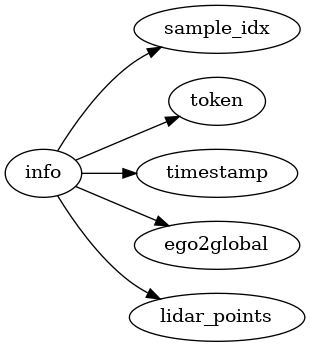 sample_idx
token
info
timestamp
ego2global
lidar_points